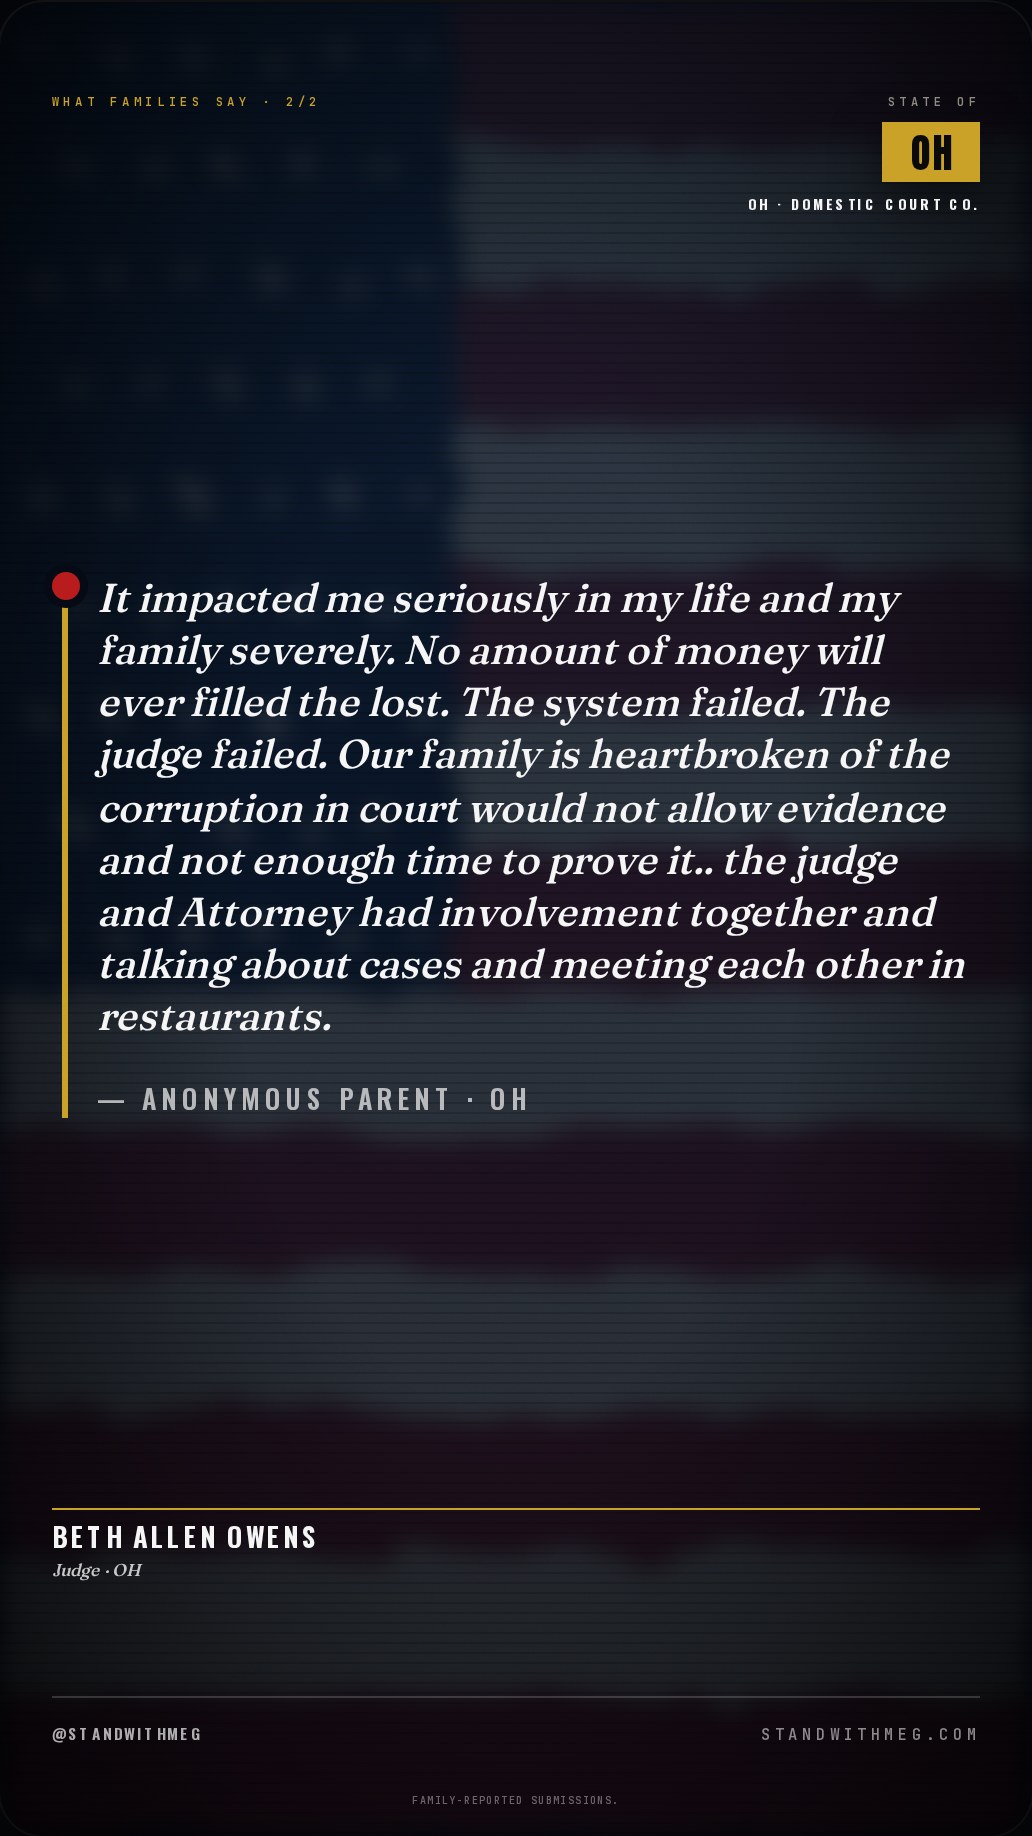 WHAT FAMILIES SAY · 2/2
STATE OF
OH
OH · DOMESTIC COURT CO.
It impacted me seriously in my life and my
family severely. No amount of money will
ever filled the lost. The system failed. The
judge failed. Our family is heartbroken of the
corruption in court would not allow evidence
and not enough time to prove it.. the judge
and Attorney had involvement together and
talking about cases and meeting each other in
restaurants.
— ANONYMOUS PARENT · OH
BETH ALLEN OWENS
Judge · OH
@STANDWITHMEG
STANDWITHMEG.COM
FAMILY-REPORTED SUBMISSIONS.